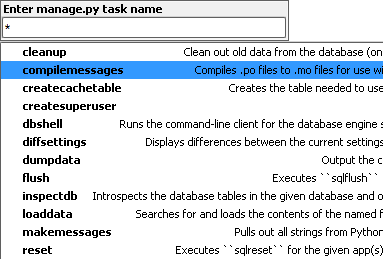 Enter manage.py task name
*
cleanup Clean out old data from the database (on
compilemessages Compiles .po files to .mo files for use wi
createcachetable Creates the table needed to use
createsuperuser
dbshell Runs the command-line client for the database engine s
diffsettings Displays differences between the current settings
dumpdata Output the c
flush Executes ``sqlflush``
inspectdb Introspects the database tables in the given database and o
loaddata Searches for and loads the contents of the named f
makemessages Pulls out all strings from Python
reset Executes ``sqlreset`` for the given app(s)